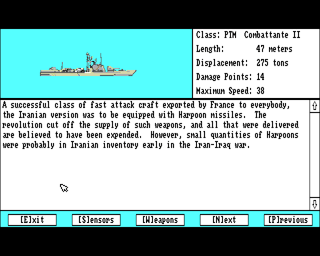 Class: PTM  Combattante II
Length:         47 meters
Displacement:  275 tons
Damage Points: 14
Maximum Speed: 38
A successful class of fast attack craft exported by France to everybody,
the Iranian version was to be equipped with Harpoon missiles.  The
revolution cut off the supply of such weapons, and all that were delivered
are believed to have been expended.  However, small quantities of Harpoons
were probably in Iranian inventory early in the Iran-Iraq war.
[E]xit  [S]ensors  [W]eapons  [N]ext  [P]revious